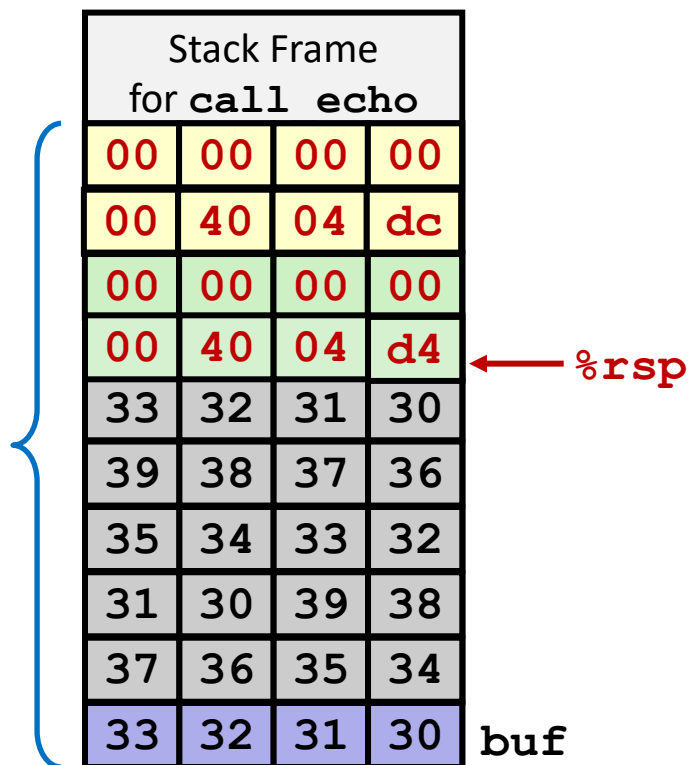 Stack Frame
for call echo
00 00 00 00
00 40 04 dc
00 00 00 00
00 40 04 d4
%rsp
33 32 31 30
39 38 37 36
35 34 33 32
31 30 39 38
37 36 35 34
33 32 31 30
buf